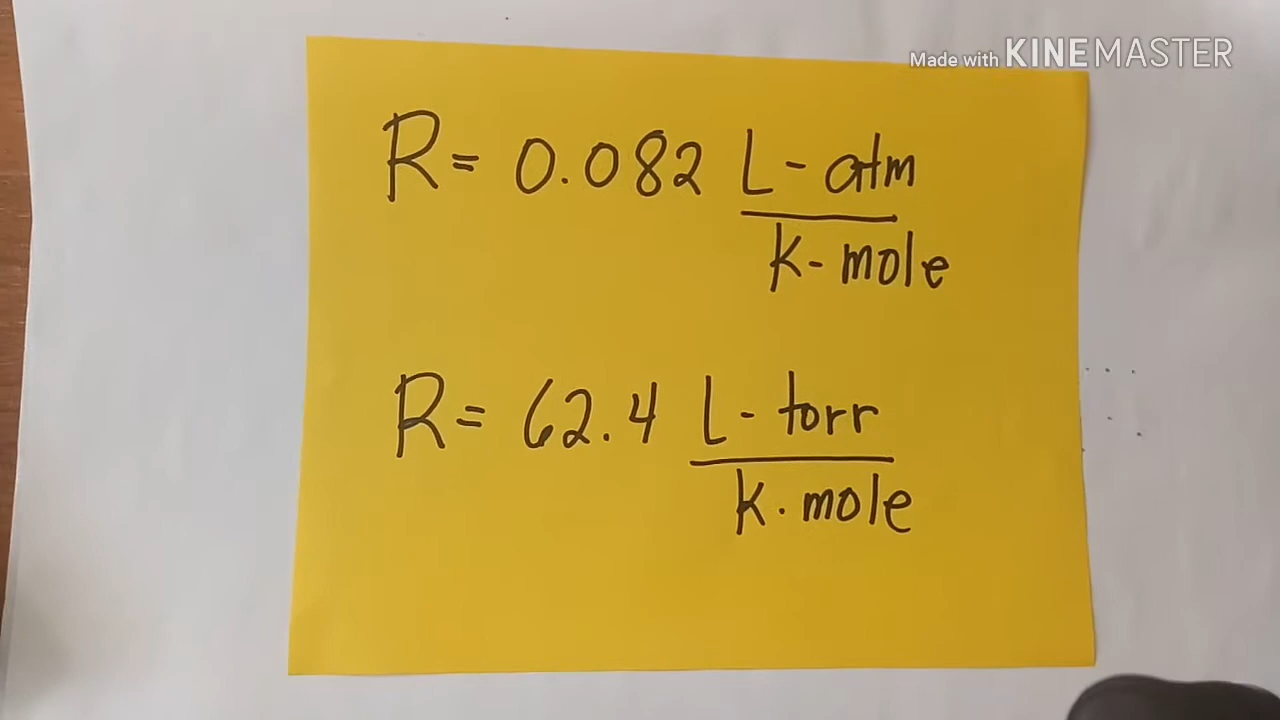 Made with KINEMASTER
R = 0.082 L - atm
K - mole
R = 62.4 L - torr
K . mole